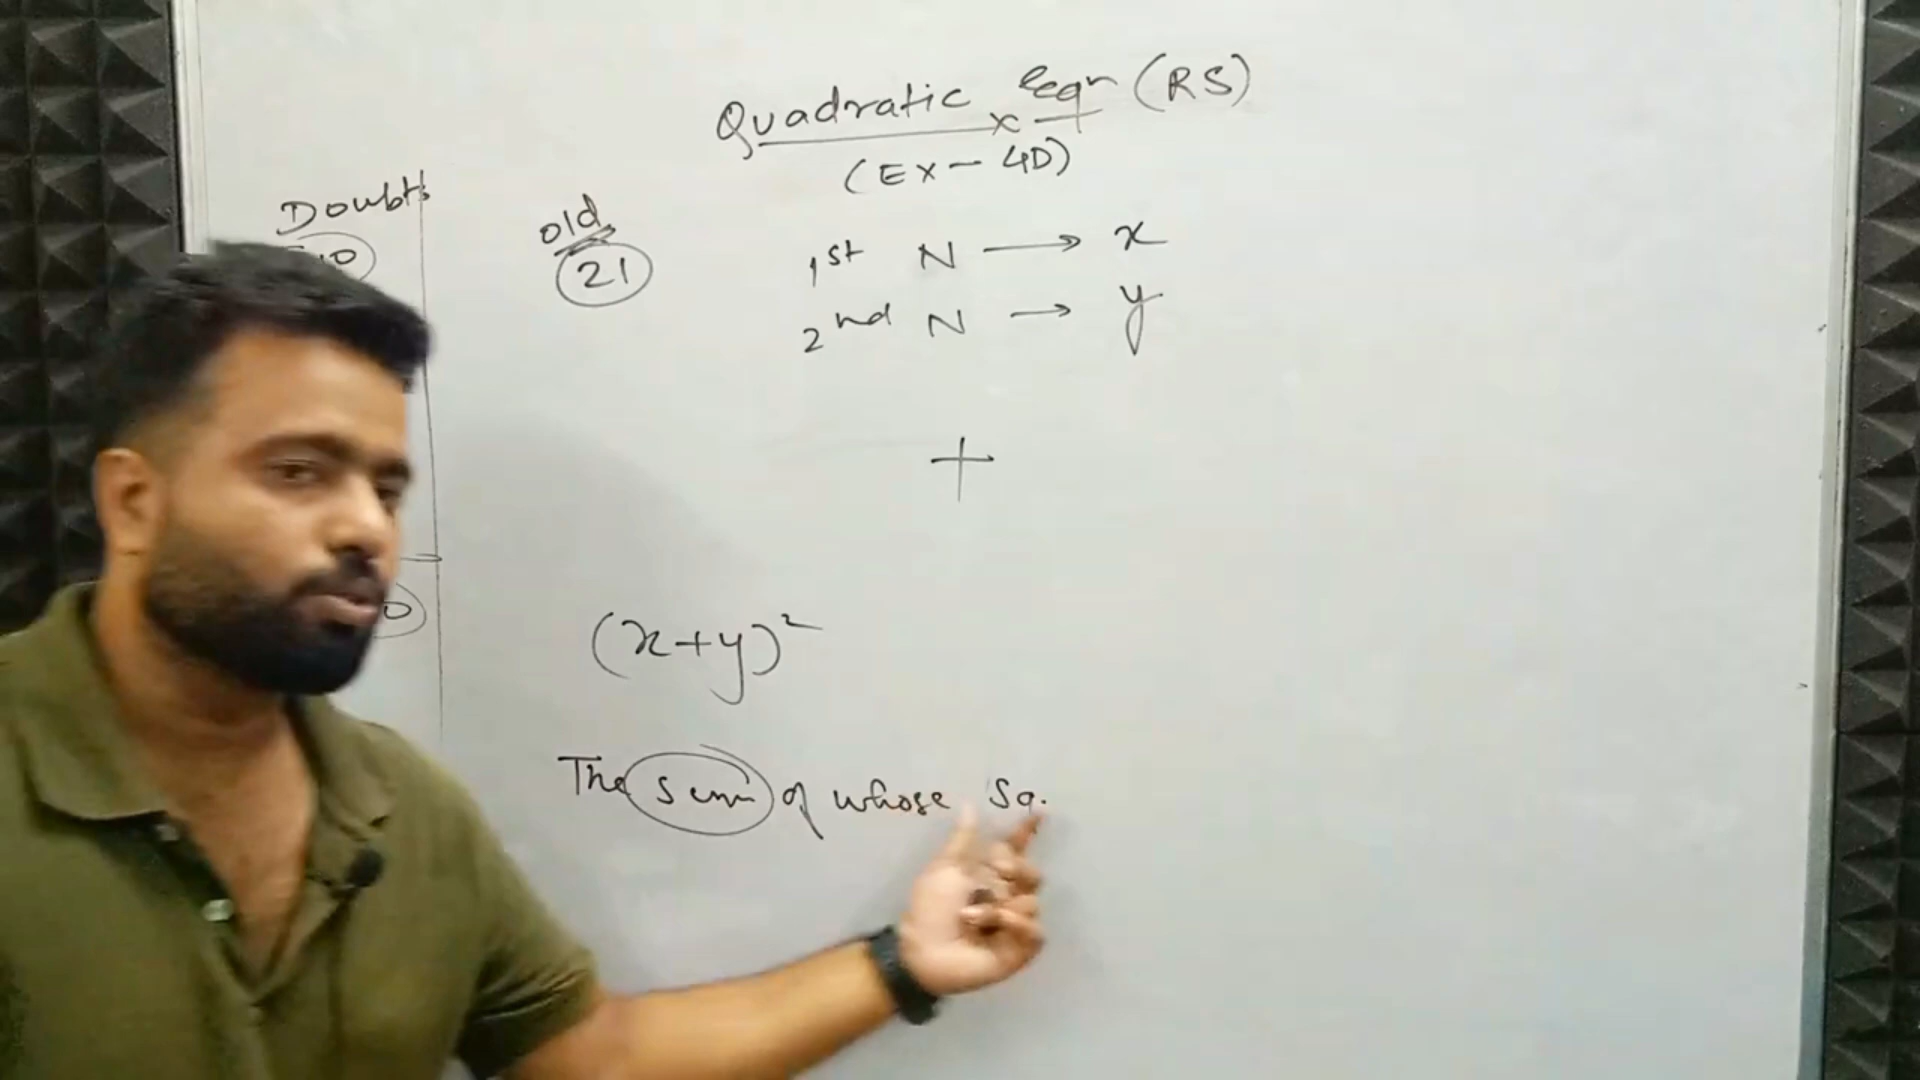 Quadratic Eqn (RS)
(Ex - 4D)
Doubts
old
21
1st N → x
2nd N → y
+
(x+y)²
The sum of whose sq.